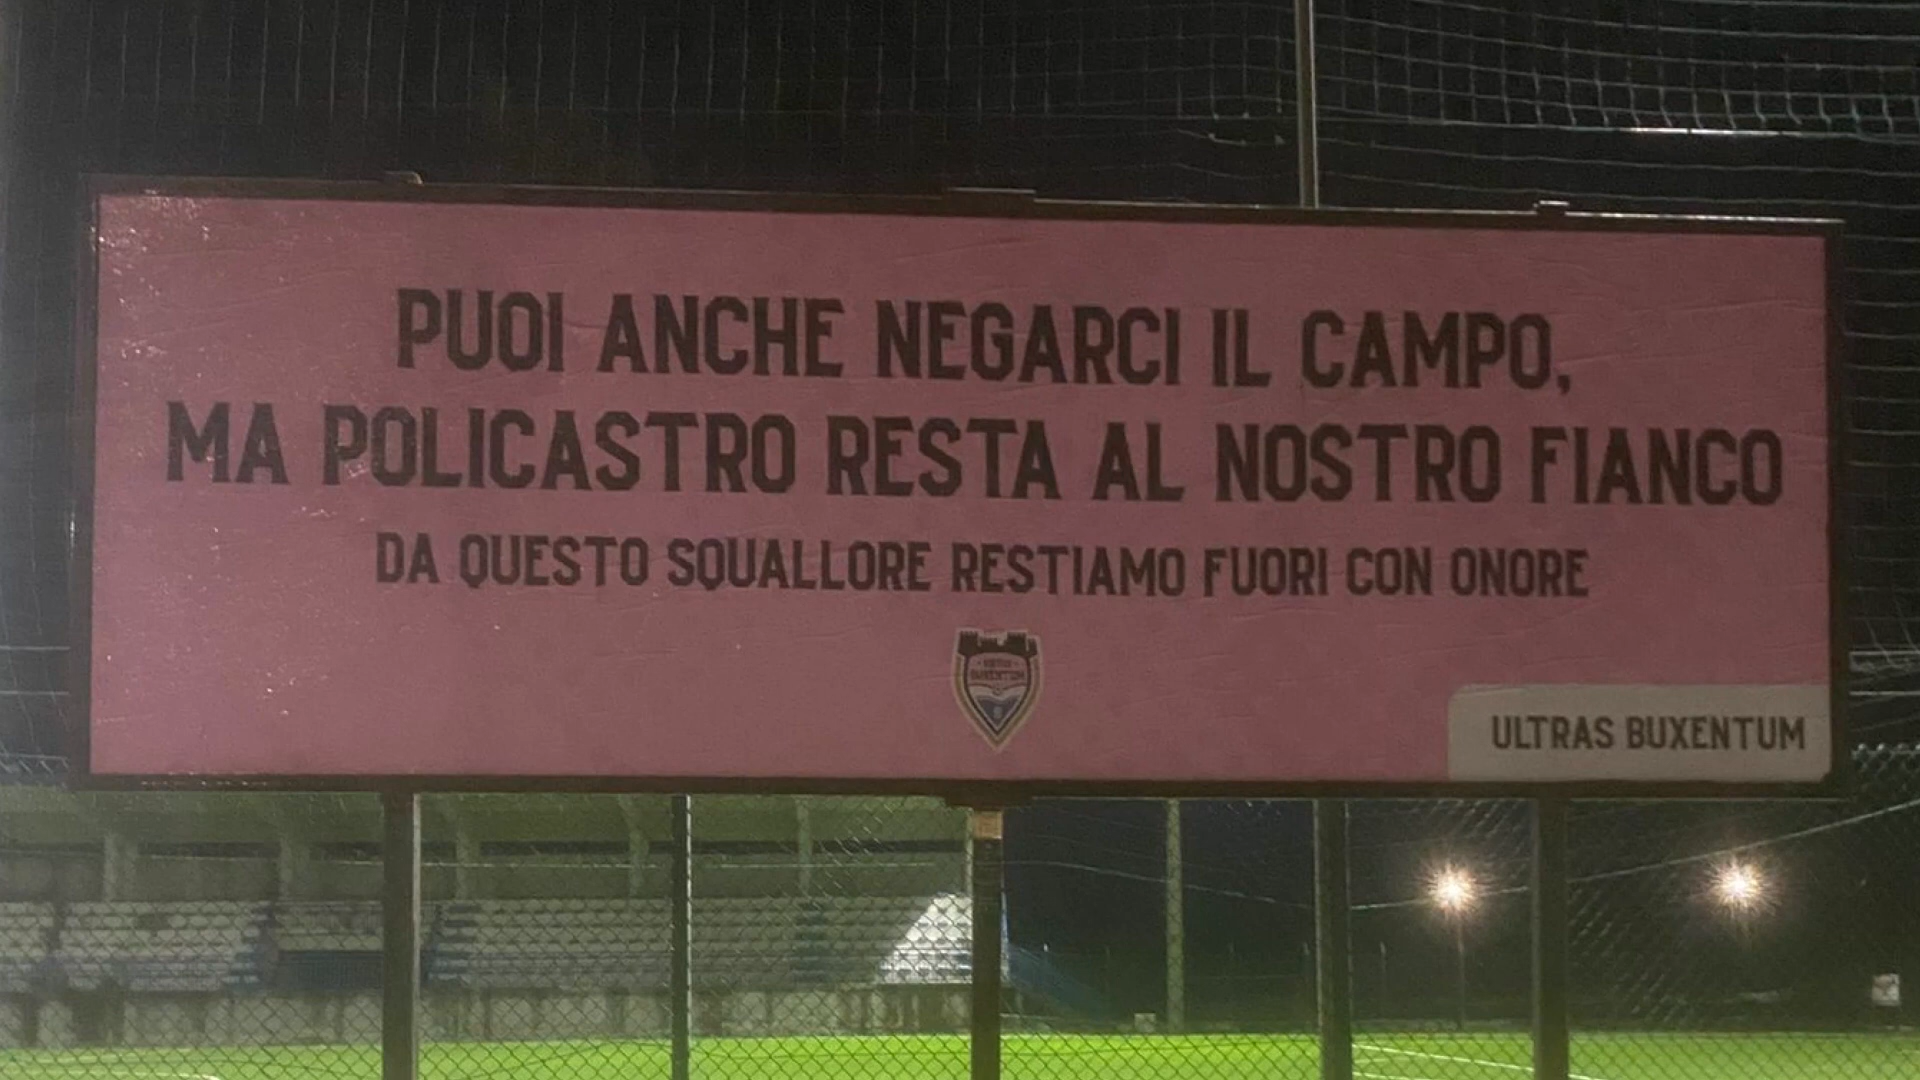 PUOI ANCHE NEGARCI IL CAMPO,
MA POLICASTRO RESTA AL NOSTRO FIANCO
DA QUESTO SQUALLORE RESTIAMO FUORI CON ONORE
BUXENTUM
ULTRAS BUXENTUM